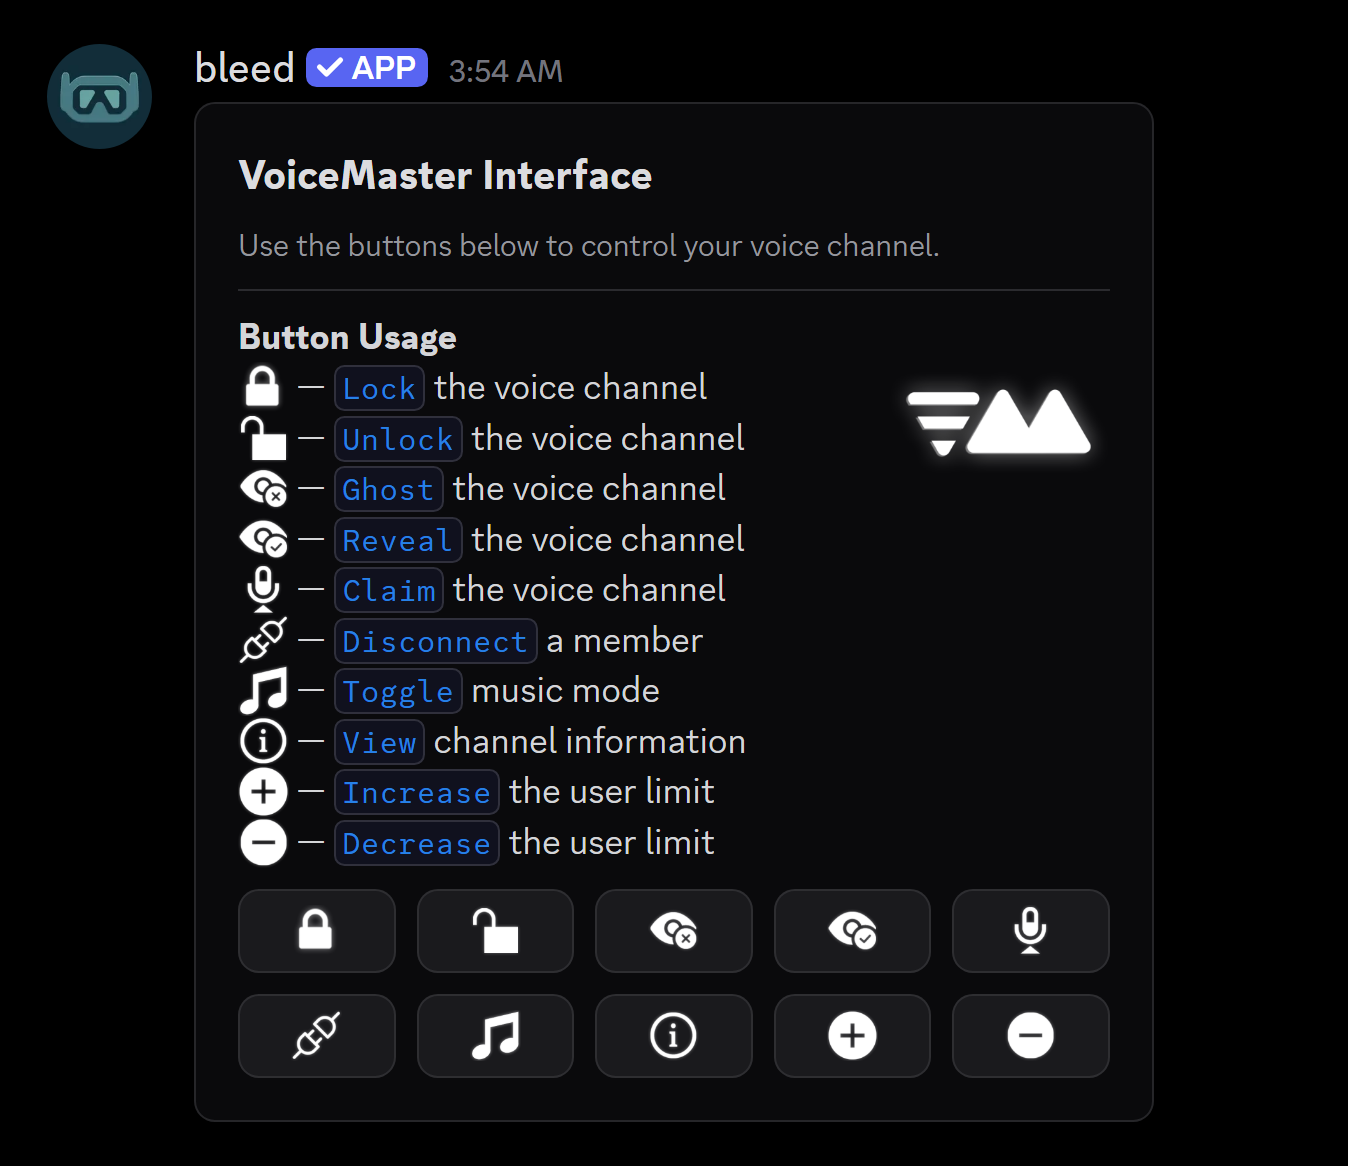 bleed APP 3:54 AM
VoiceMaster Interface
Use the buttons below to control your voice channel.
Button Usage
— Lock the voice channel
— Unlock the voice channel
— Ghost the voice channel
— Reveal the voice channel
— Claim the voice channel
— Disconnect a member
— Toggle music mode
— View channel information
— Increase the user limit
— Decrease the user limit